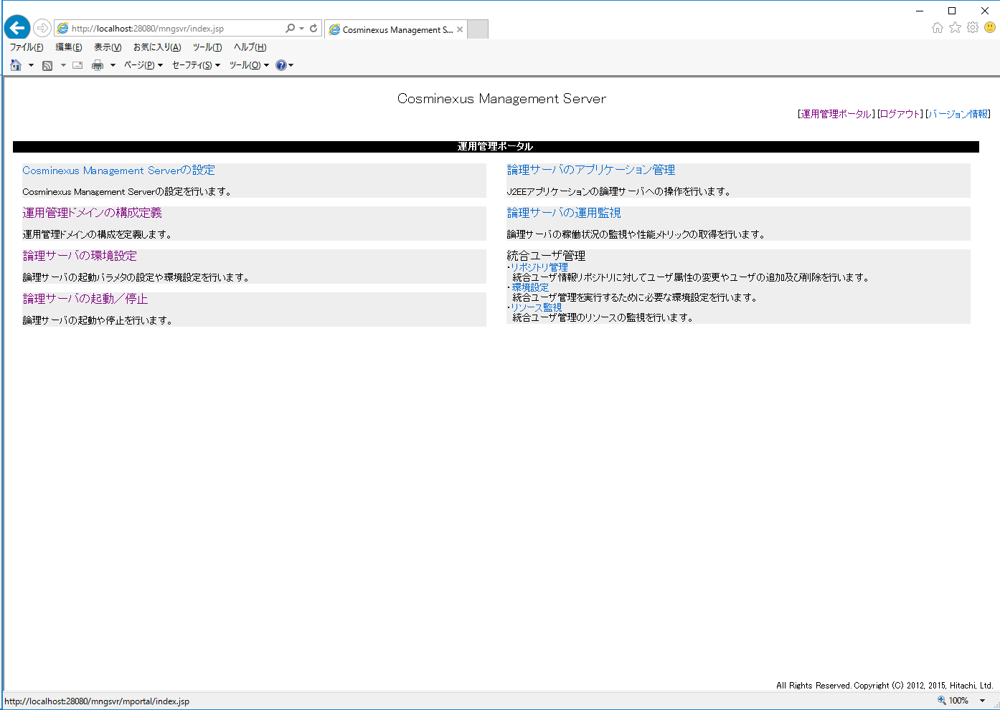 http://localhost:28080/mngsvr/index.jsp
Cosminexus Management S...
ファイル(F) 編集(E) 表示(V) お気に入り(A) ツール(T) ヘルプ(H)
ページ(P) セーフティ(S) ツール(O)
Cosminexus Management Server
[運用管理ポータル] [ログアウト] [バージョン情報]
運用管理ポータル
Cosminexus Management Serverの設定
Cosminexus Management Serverの設定を行います。
運用管理ドメインの構成定義
運用管理ドメインの構成を定義します。
論理サーバの環境設定
論理サーバの起動パラメタの設定や環境設定を行います。
論理サーバの起動／停止
論理サーバの起動や停止を行います。
論理サーバのアプリケーション管理
J2EEアプリケーションの論理サーバへの操作を行います。
論理サーバの運用監視
論理サーバの稼働状況の監視や性能メトリックの取得を行います。
統合ユーザ管理
・リポジトリ管理
統合ユーザ情報リポジトリに対してユーザ属性の変更やユーザの追加及び削除を行います。
・環境設定
統合ユーザ管理を実行するために必要な環境設定を行います。
・リソース監視
統合ユーザ管理のリソースの監視を行います。
All Rights Reserved. Copyright (C) 2012, 2015, Hitachi, Ltd.
http://localhost:28080/mngsvr/mportal/index.jsp
100%